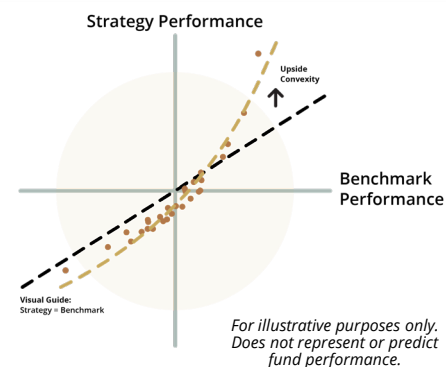 Strategy Performance
Upside
Convexity
Benchmark
Performance
Visual Guide:
Strategy = Benchmark
For illustrative purposes only.
Does not represent or predict
fund performance.